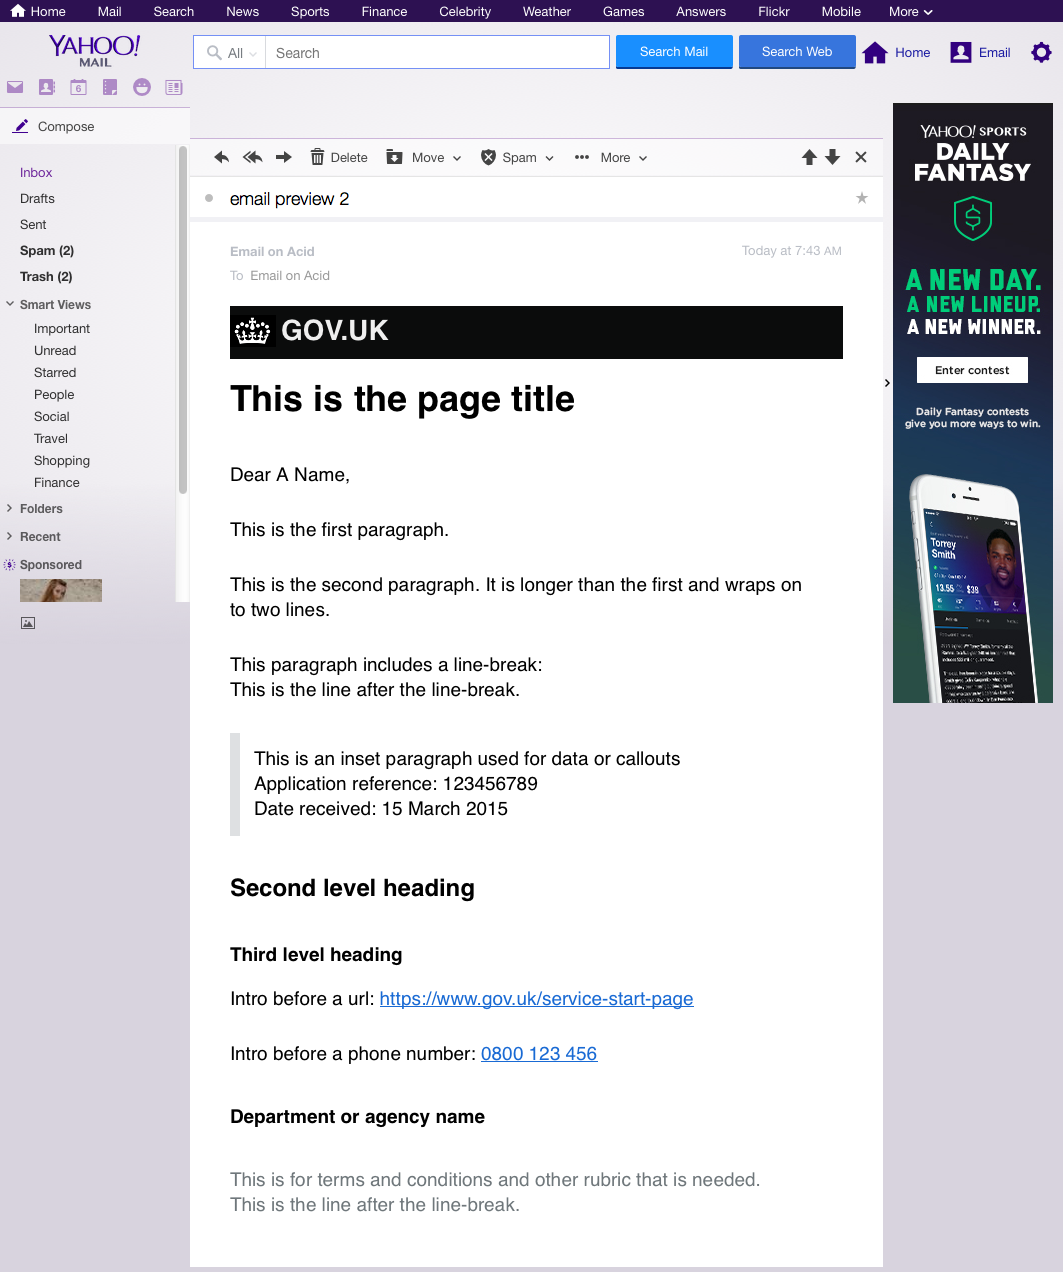 Home Mail Search News Sports Finance Celebrity Weather Games Answers Flickr Mobile More
YAHOO!
MAIL
All Search Search Mail Search Web Home Email
6
Compose
Inbox
Drafts
Sent
Spam (2)
Trash (2)
Smart Views
Important
Unread
Starred
People
Social
Travel
Shopping
Finance
Folders
Recent
Sponsored
Delete Move Spam More
email preview 2
Email on Acid Today at 7:43 AM
To Email on Acid
GOV.UK
This is the page title
Dear A Name,
This is the first paragraph.
This is the second paragraph. It is longer than the first and wraps on
to two lines.
This paragraph includes a line-break:
This is the line after the line-break.
This is an inset paragraph used for data or callouts
Application reference: 123456789
Date received: 15 March 2015
Second level heading
Third level heading
Intro before a url: https://www.gov.uk/service-start-page
Intro before a phone number: 0800 123 456
Department or agency name
This is for terms and conditions and other rubric that is needed.
This is the line after the line-break.
YAHOO! SPORTS
DAILY
FANTASY
A NEW DAY.
A NEW LINEUP.
A NEW WINNER.
Enter contest
Daily Fantasy contests
give you more ways to win.
Torrey
Smith
13.55 $38